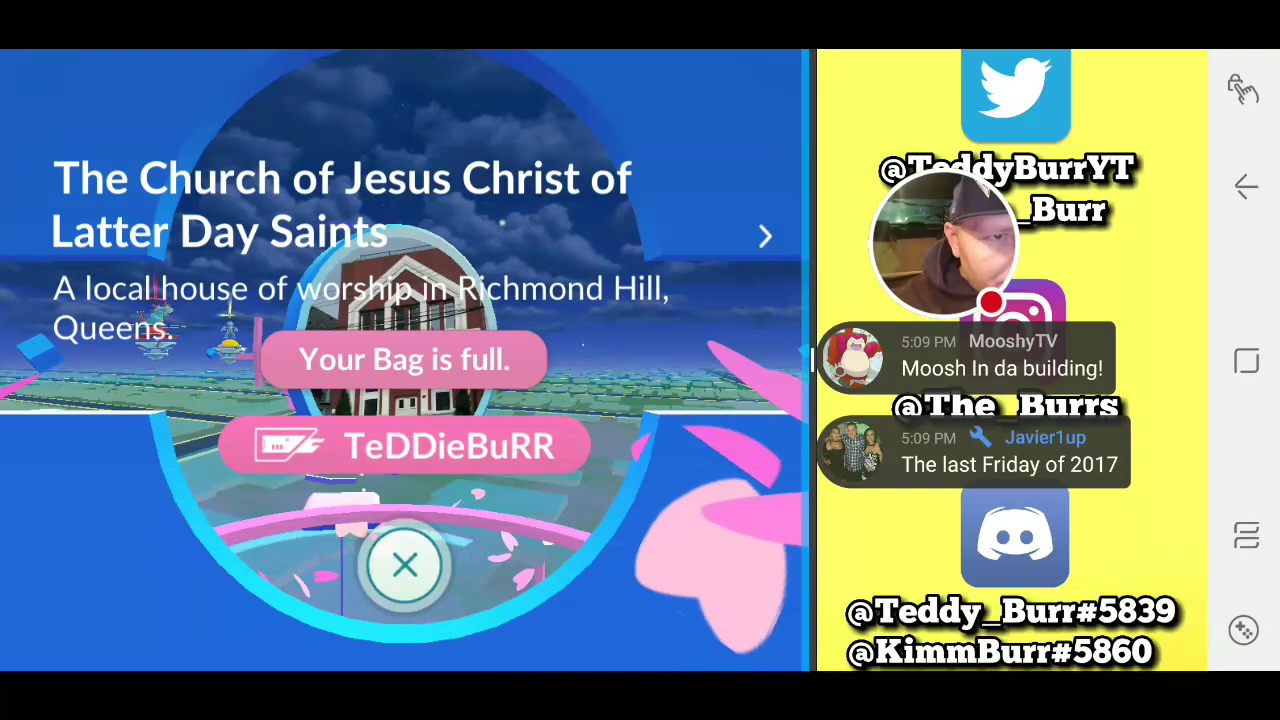 The Church of Jesus Christ of
Latter Day Saints
A local house of worship in Richmond Hill,
Queens.
Your Bag is full.
TeDDieBuRR
@TeddyBurrYT
_Burr
5:09 PM MooshyTV
Moosh In da building!
@The_Burrs
5:09 PM Javier1up
The last Friday of 2017
@Teddy_Burr#5839
@KimmBurr#5860